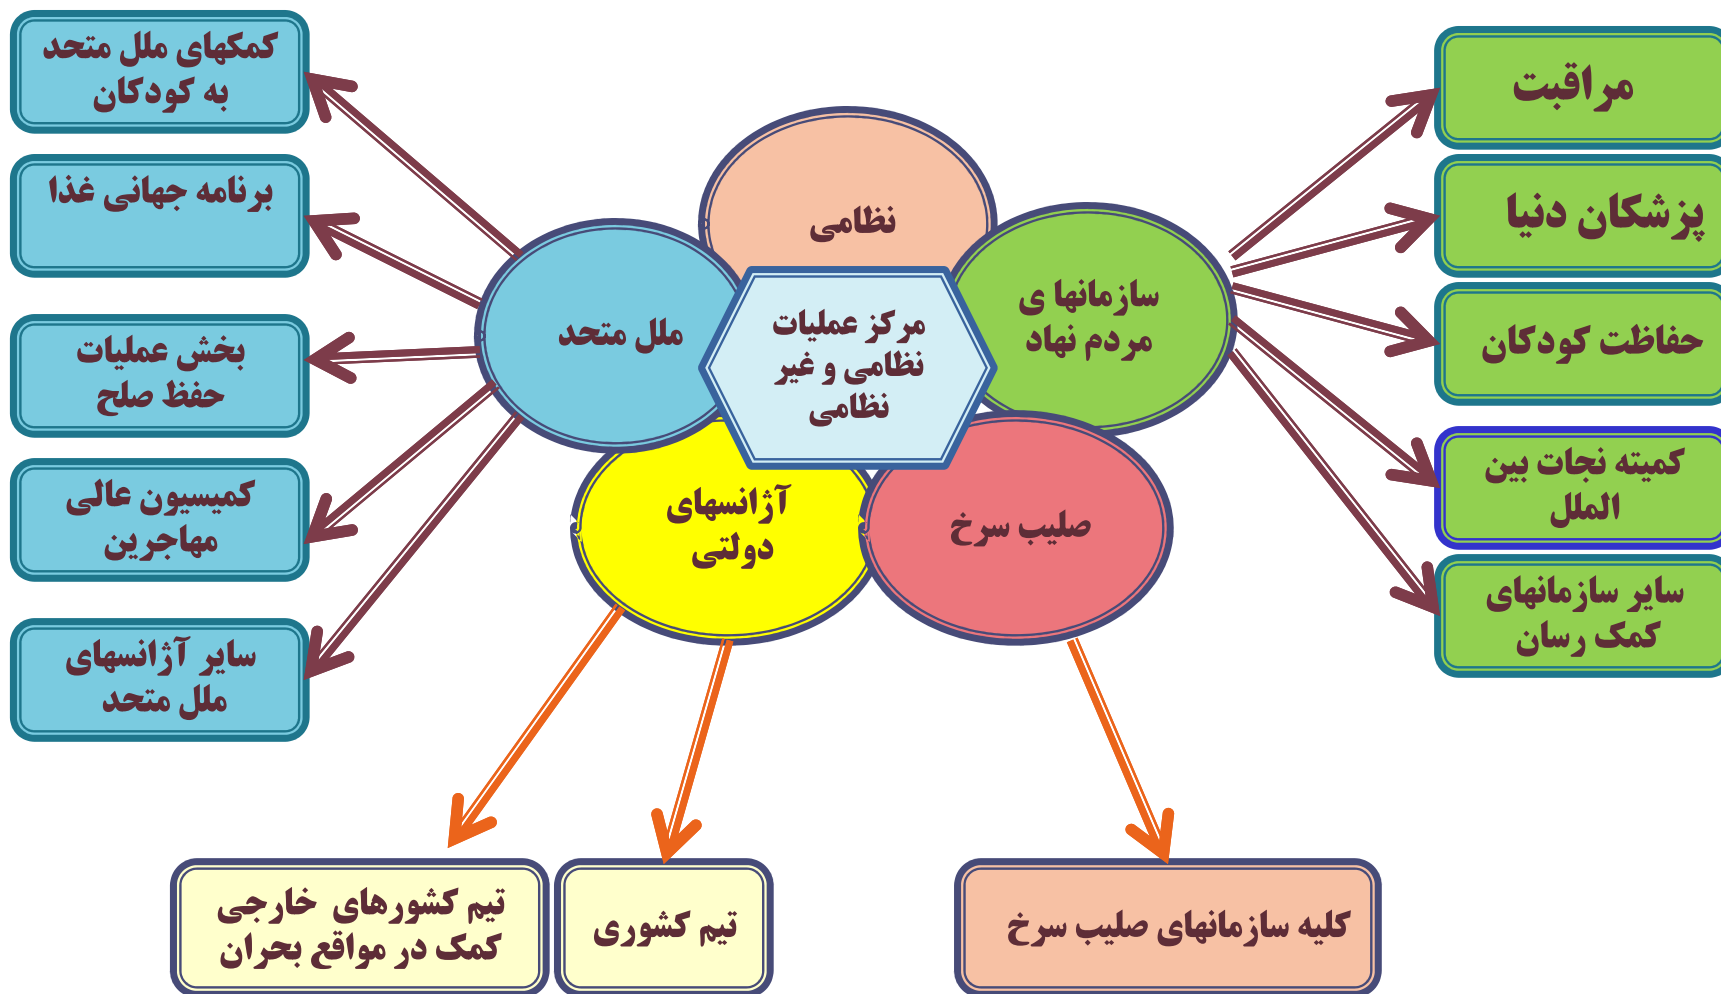 کمکهای ملل متحد
به کودکان
برنامه جهانی غذا
بخش عملیات
حفظ صلح
کمیسیون عالی
مهاجرین
سایر آژانسهای
ملل متحد
نظامی
ملل متحد
مرکز عملیات
نظامی و غیر
نظامی
سازمانها ی
مردم نهاد
آژانسهای
دولتی
صلیب سرخ
مراقبت
پزشکان دنیا
حفاظت کودکان
کمیته نجات بین
الملل
سایر سازمانهای
کمک رسان
تیم کشورهای خارجی
کمک در مواقع بحران
تیم کشوری
کلیه سازمانهای صلیب سرخ